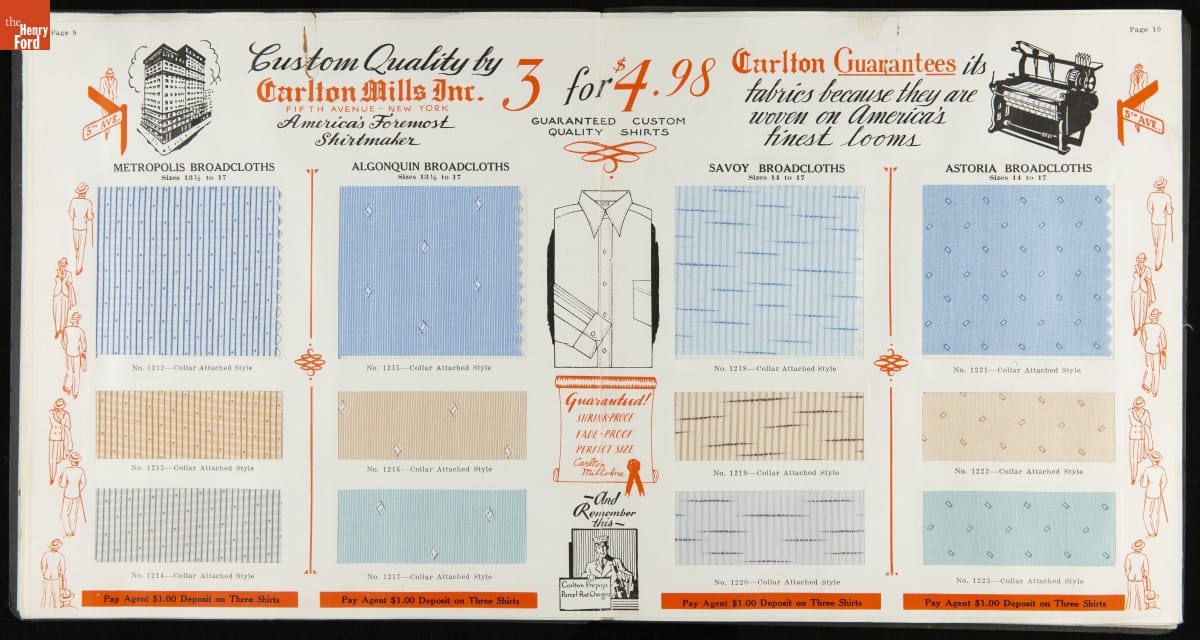 the
Henry
Ford
Page 9
Custom Quality by
Carlton Mills Inc.
FIFTH AVENUE - NEW YORK
America's Foremost
Shirtmaker
5TH AVE.
3 for $4.98
GUARANTEED CUSTOM
QUALITY SHIRTS
Page 10
Carlton Guarantees its
fabrics because they are
woven on America's
finest looms
5TH AVE.
METROPOLIS BROADCLOTHS
Sizes 13½ to 17
No. 1212—Collar Attached Style
No. 1213—Collar Attached Style
No. 1214—Collar Attached Style
Pay Agent $1.00 Deposit on Three Shirts
ALGONQUIN BROADCLOTHS
Sizes 13½ to 17
No. 1215—Collar Attached Style
No. 1216—Collar Attached Style
No. 1217—Collar Attached Style
Pay Agent $1.00 Deposit on Three Shirts
Guaranteed!
SHRINK-PROOF
FADE-PROOF
PERFECT SIZE
Carlton
Mills Inc.
And
Remember
this
Carlton Prepays
Parcel Post Charges
SAVOY BROADCLOTHS
Sizes 14 to 17
No. 1218—Collar Attached Style
No. 1219—Collar Attached Style
No. 1220—Collar Attached Style
Pay Agent $1.00 Deposit on Three Shirts
ASTORIA BROADCLOTHS
Sizes 14 to 17
No. 1221—Collar Attached Style
No. 1222—Collar Attached Style
No. 1223—Collar Attached Style
Pay Agent $1.00 Deposit on Three Shirts